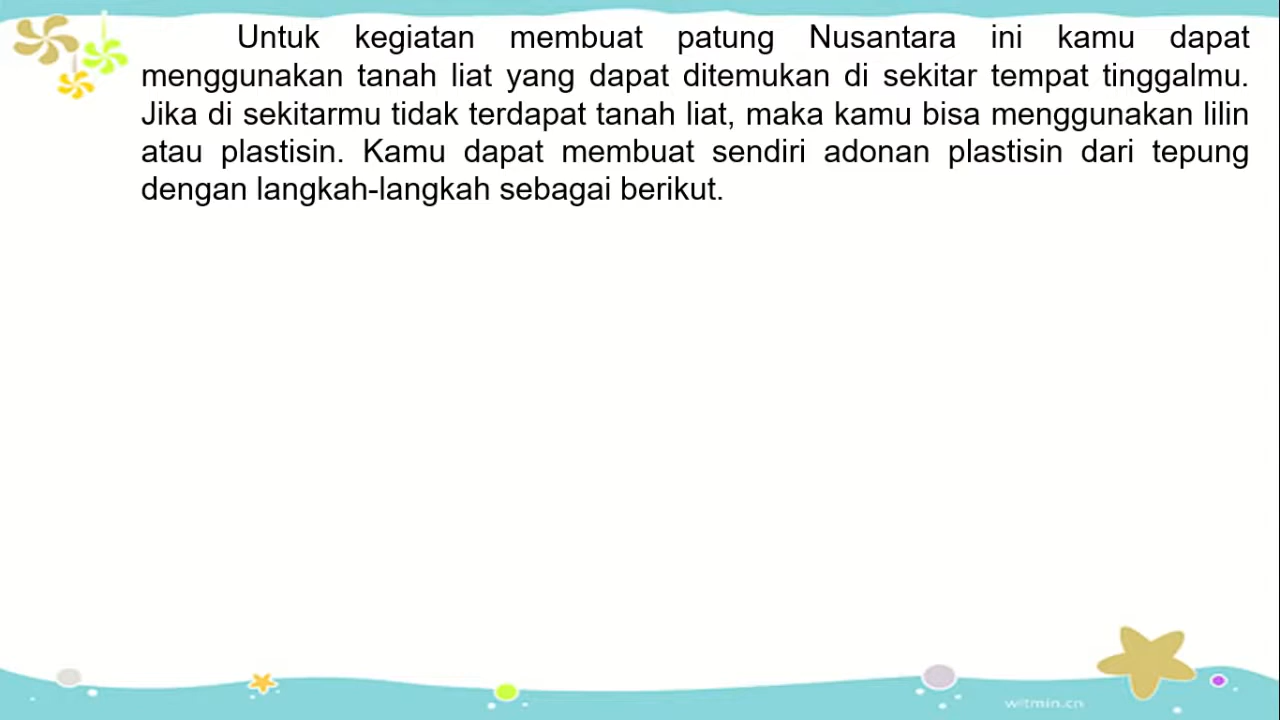 Untuk kegiatan membuat patung Nusantara ini kamu dapat
menggunakan tanah liat yang dapat ditemukan di sekitar tempat tinggalmu.
Jika di sekitarmu tidak terdapat tanah liat, maka kamu bisa menggunakan lilin
atau plastisin. Kamu dapat membuat sendiri adonan plastisin dari tepung
dengan langkah-langkah sebagai berikut.
witmin.cn